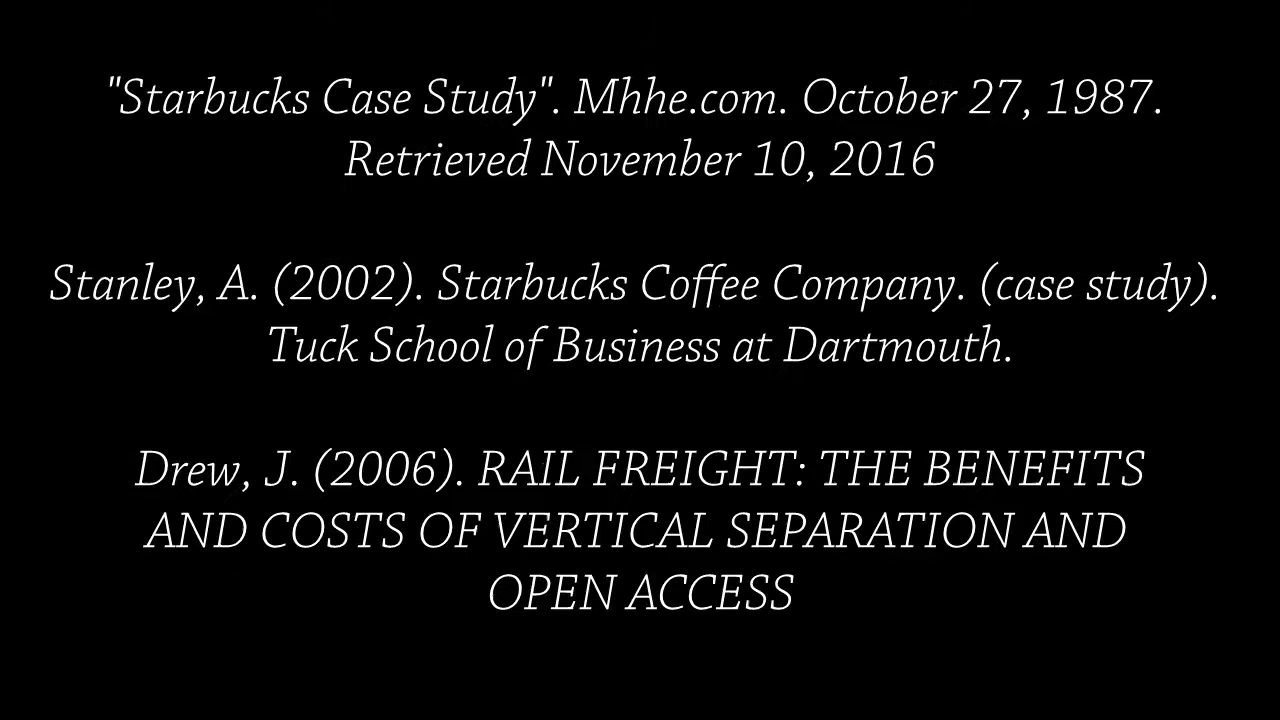 "Starbucks Case Study". Mhhe.com. October 27, 1987.
Retrieved November 10, 2016
Stanley, A. (2002). Starbucks Coffee Company. (case study).
Tuck School of Business at Dartmouth.
Drew, J. (2006). RAIL FREIGHT: THE BENEFITS
AND COSTS OF VERTICAL SEPARATION AND
OPEN ACCESS